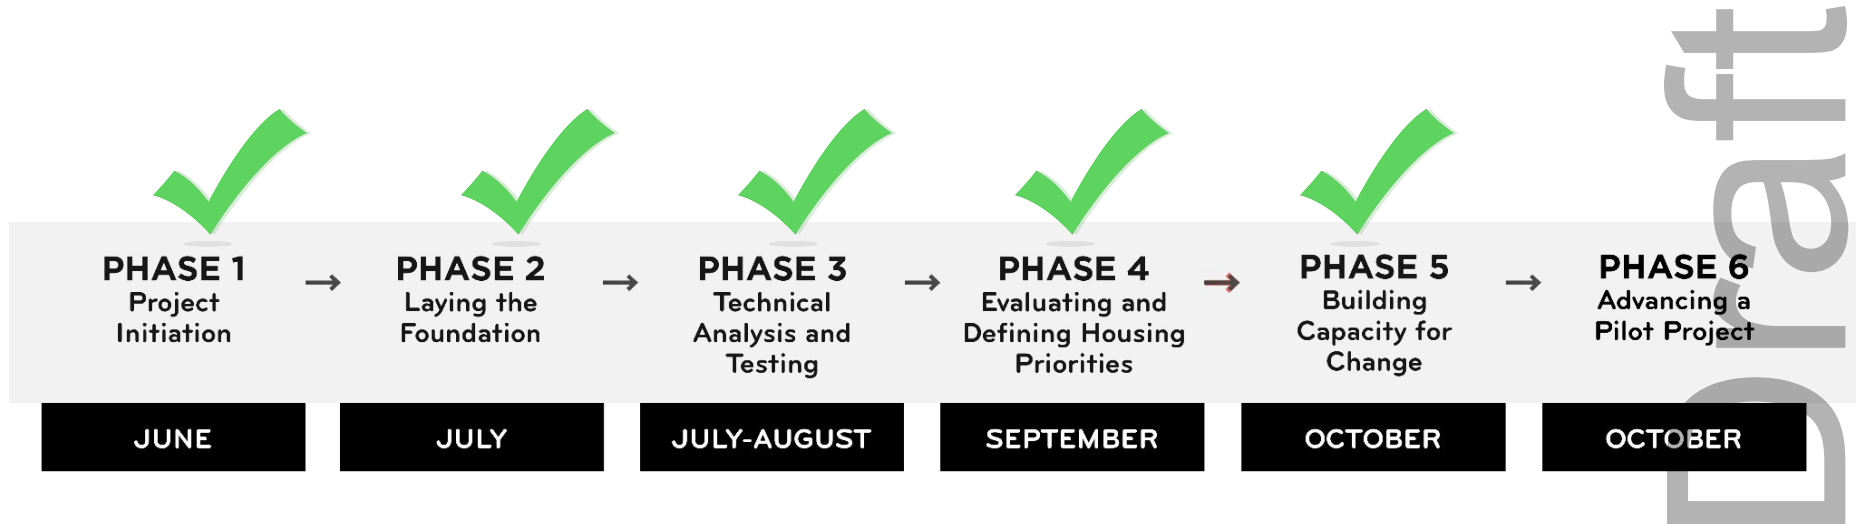 PHASE 1
Project
Initiation
JUNE
PHASE 2
Laying the
Foundation
JULY
PHASE 3
Technical
Analysis and
Testing
JULY-AUGUST
PHASE 4
Evaluating and
Defining Housing
Priorities
SEPTEMBER
PHASE 5
Building
Capacity for
Change
OCTOBER
PHASE 6
Advancing a
Pilot Project
OCTOBER
Draft